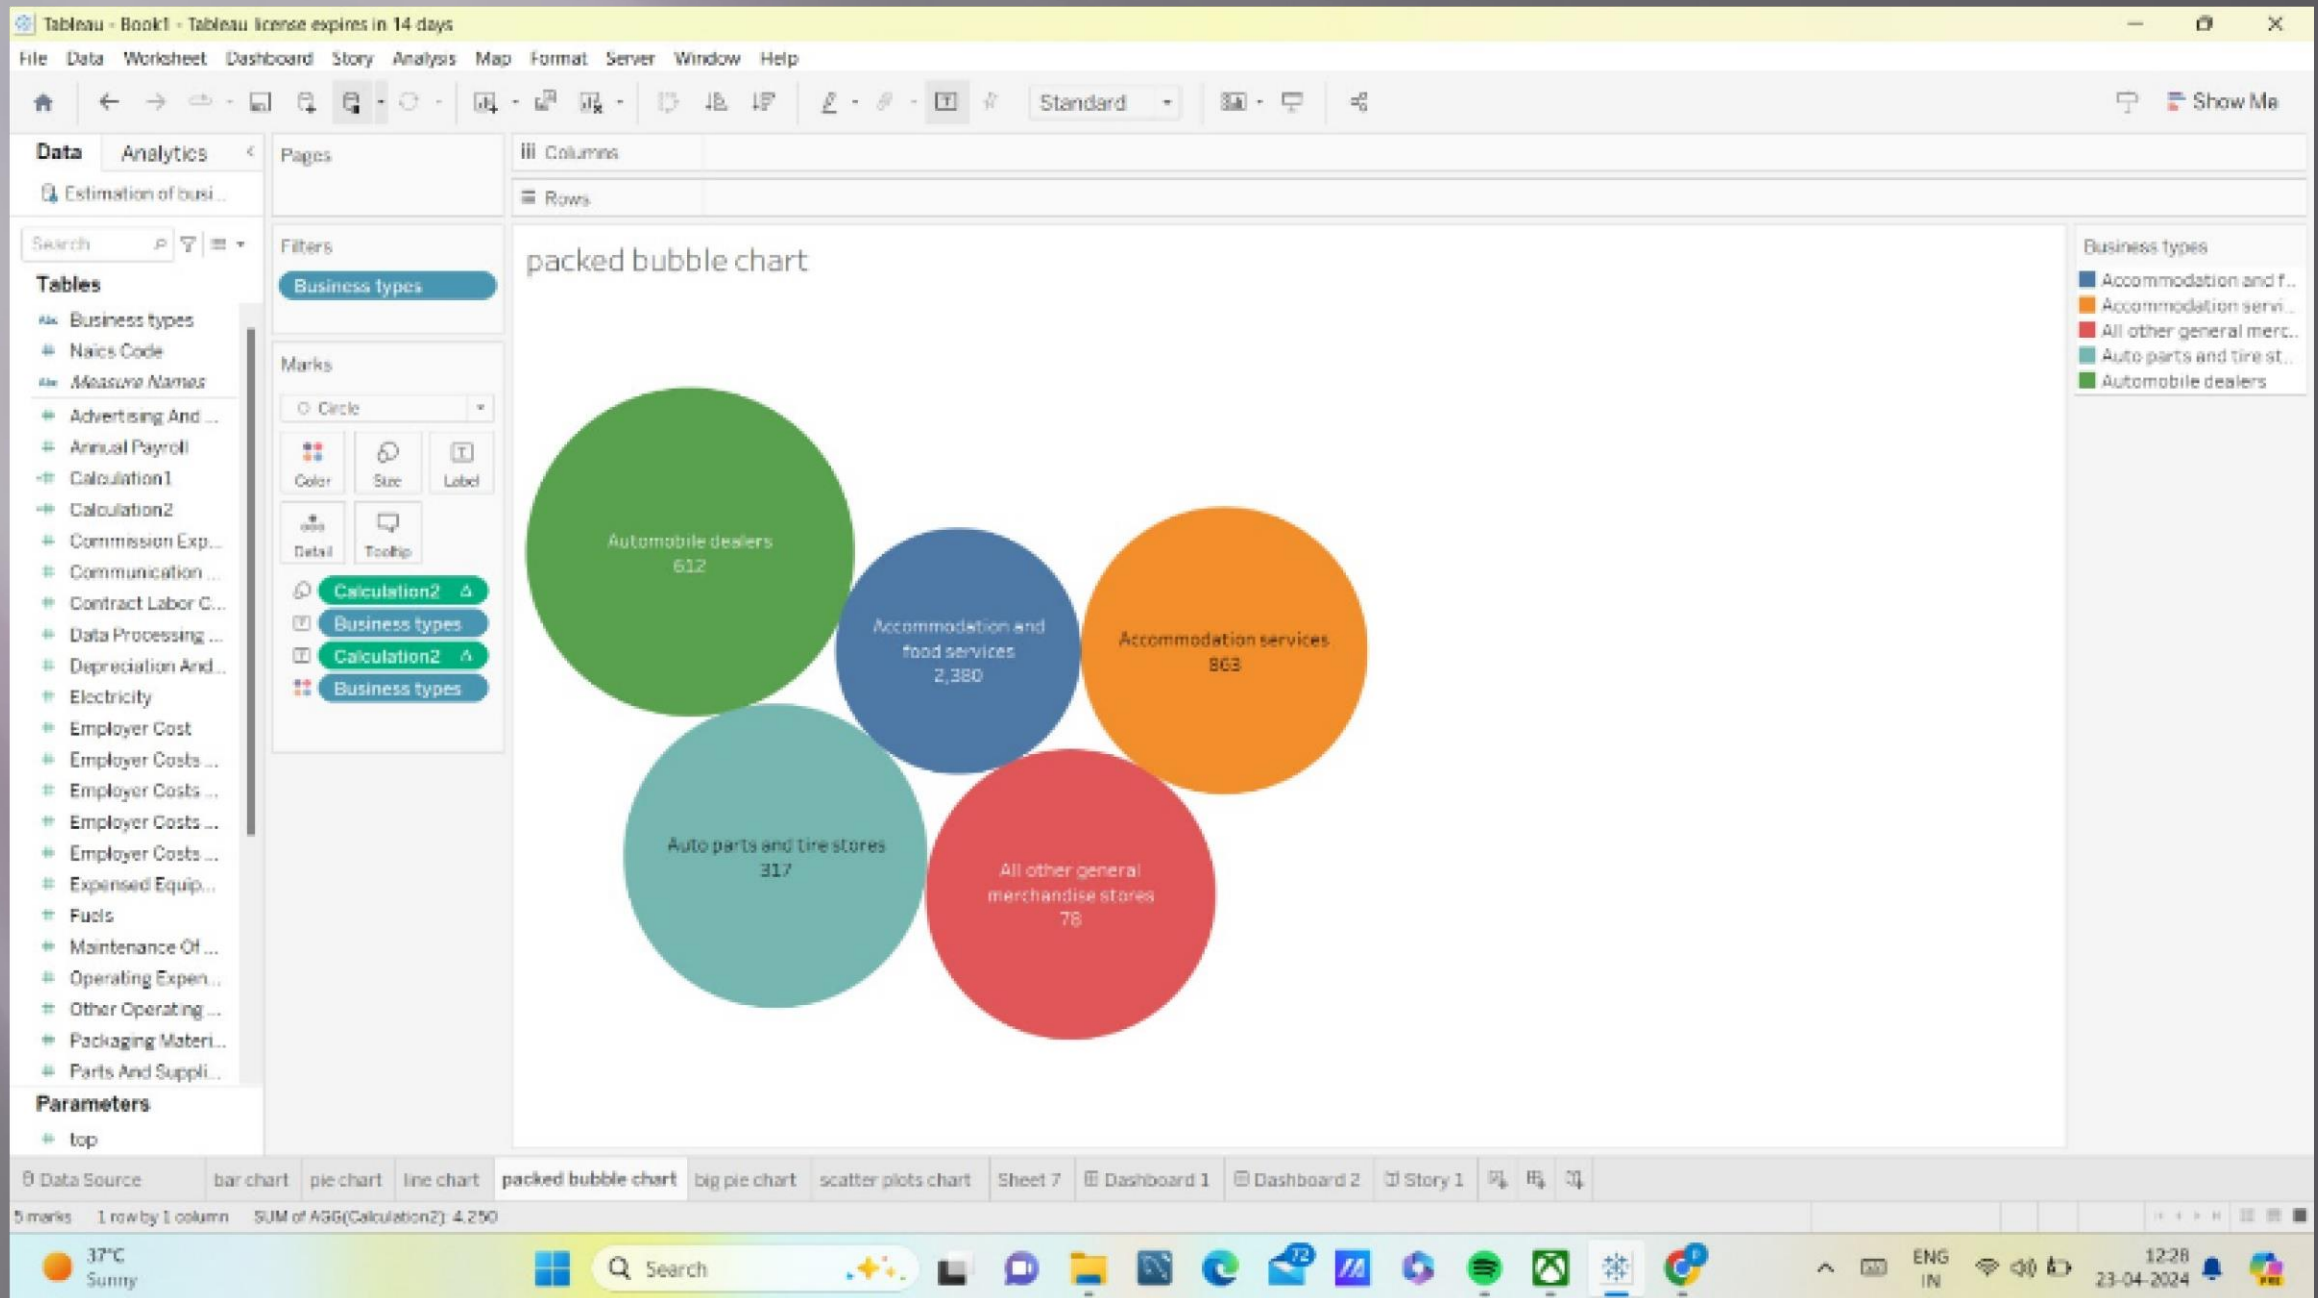 Tableau - Book1 - Tableau license expires in 14 days
File Data Worksheet Dashboard Story Analysis Map Format Server Window Help
Standard
Show Me
Data Analytics
Estimation of busi...
Search
Tables
Business types
Naics Code
Measure Names
Advertising And ...
Annual Payroll
Calculation1
Calculation2
Commission Exp...
Communication ...
Contract Labor C...
Data Processing ...
Depreciation And...
Electricity
Employer Cost
Employer Costs ...
Employer Costs ...
Employer Costs ...
Employer Costs ...
Expensed Equip...
Fuels
Maintenance Of ...
Operating Expen...
Other Operating ...
Packaging Materi...
Parts And Suppli...
Parameters
top
Pages
Filters
Business types
Marks
Circle
Color Size Label
Detail Tooltip
Calculation2 Δ
Business types
Calculation2 Δ
Business types
Columns
Rows
packed bubble chart
Automobile dealers
612
Accommodation and
food services
2,380
Accommodation services
863
Auto parts and tire stores
317
All other general
merchandise stores
78
Business types
Accommodation and f...
Accommodation servi...
All other general merc...
Auto parts and tire st...
Automobile dealers
Data Source bar chart pie chart line chart packed bubble chart big pie chart scatter plots chart Sheet 7 Dashboard 1 Dashboard 2 Story 1
5 marks 1 row by 1 column SUM of AGG(Calculation2): 4,250
37°C
Sunny
Search
72
ENG
IN
12:28
23-04-2024